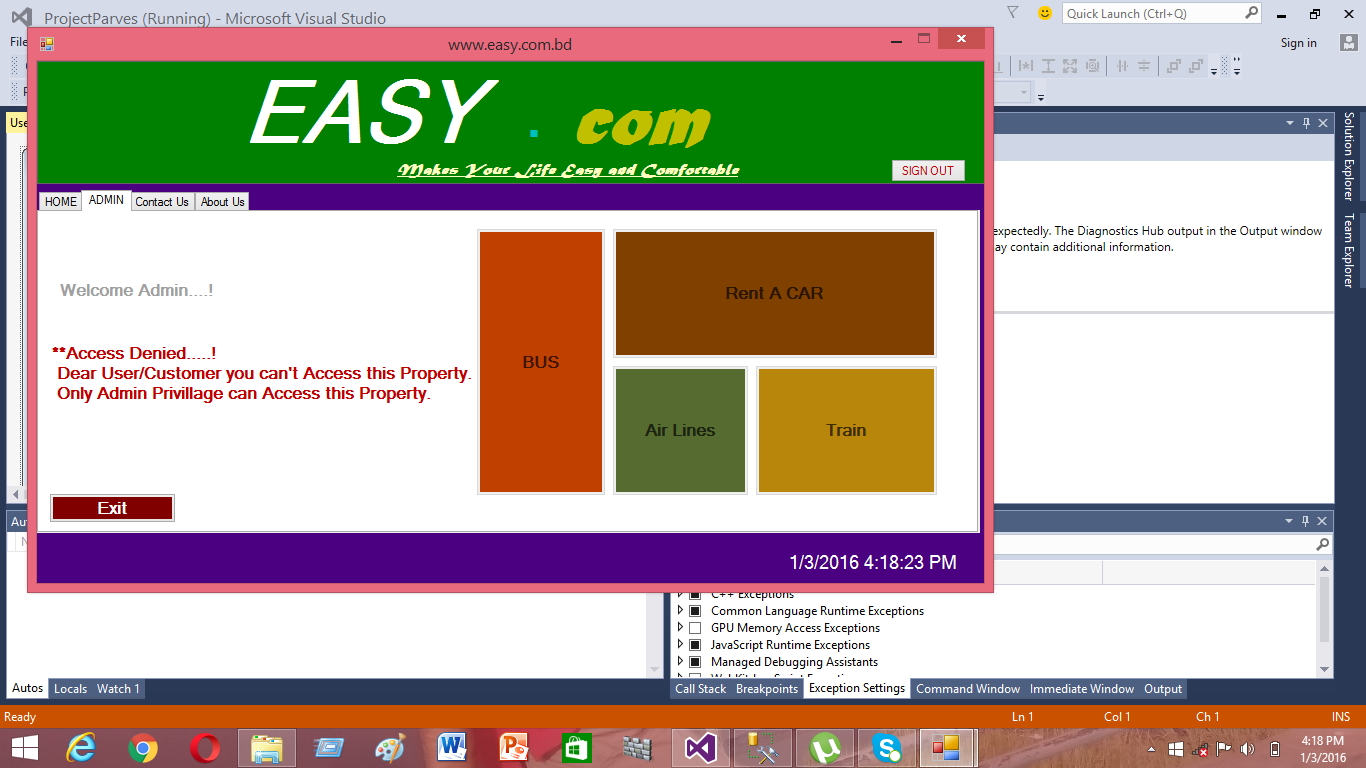 ProjectParves (Running) - Microsoft Visual Studio
Quick Launch (Ctrl+Q)
Sign in
www.easy.com.bd
EASY . com
Makes Your Life Easy and Comfortable
SIGN OUT
HOME ADMIN Contact Us About Us
Welcome Admin....!
**Access Denied.....!
Dear User/Customer you can't Access this Property.
Only Admin Privillage can Access this Property.
BUS
Rent A CAR
Air Lines
Train
Exit
1/3/2016 4:18:23 PM
Solution Explorer
Team Explorer
expectedly. The Diagnostics Hub output in the Output window
ay contain additional information.
C++ Exceptions
Common Language Runtime Exceptions
GPU Memory Access Exceptions
JavaScript Runtime Exceptions
Managed Debugging Assistants
Autos Locals Watch 1
Call Stack Breakpoints Exception Settings Command Window Immediate Window Output
Ready Ln 1 Col 1 Ch 1 INS
4:18 PM
1/3/2016